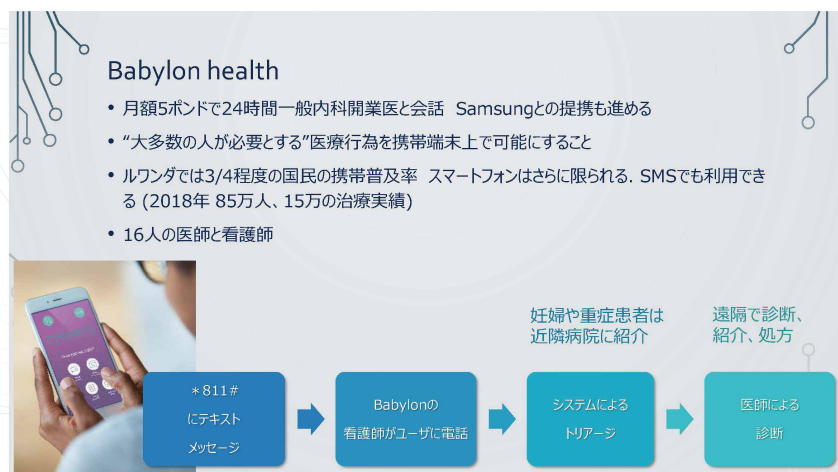 Babylon health
• 月額5ポンドで24時間一般内科開業医と会話 Samsungとの提携も進める
• “大多数の人が必要とする”医療行為を携帯端末上で可能にすること
• ルワンダでは3/4程度の国民の携帯普及率 スマートフォンはさらに限られる. SMSでも利用でき
る (2018年 85万人、15万の治療実績)
• 16人の医師と看護師
妊婦や重症患者は
近隣病院に紹介
遠隔で診断、
紹介、処方
*811#
にテキスト
メッセージ
Babylonの
看護師がユーザに電話
システムによる
トリアージ
医師による
診断